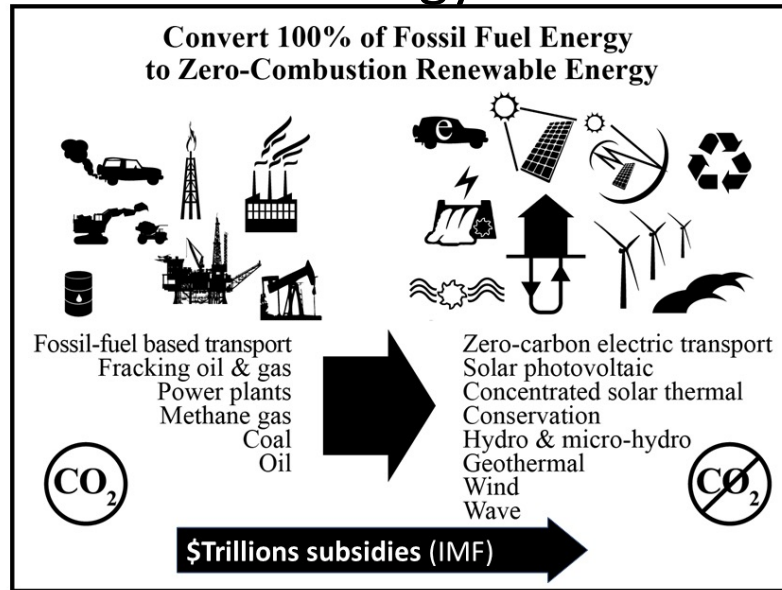 Convert 100% of Fossil Fuel Energy
to Zero-Combustion Renewable Energy
e
Fossil-fuel based transport
Fracking oil & gas
Power plants
Methane gas
Coal
Oil
CO₂
Zero-carbon electric transport
Solar photovoltaic
Concentrated solar thermal
Conservation
Hydro & micro-hydro
Geothermal
Wind
Wave
CO₂
$Trillions subsidies (IMF)